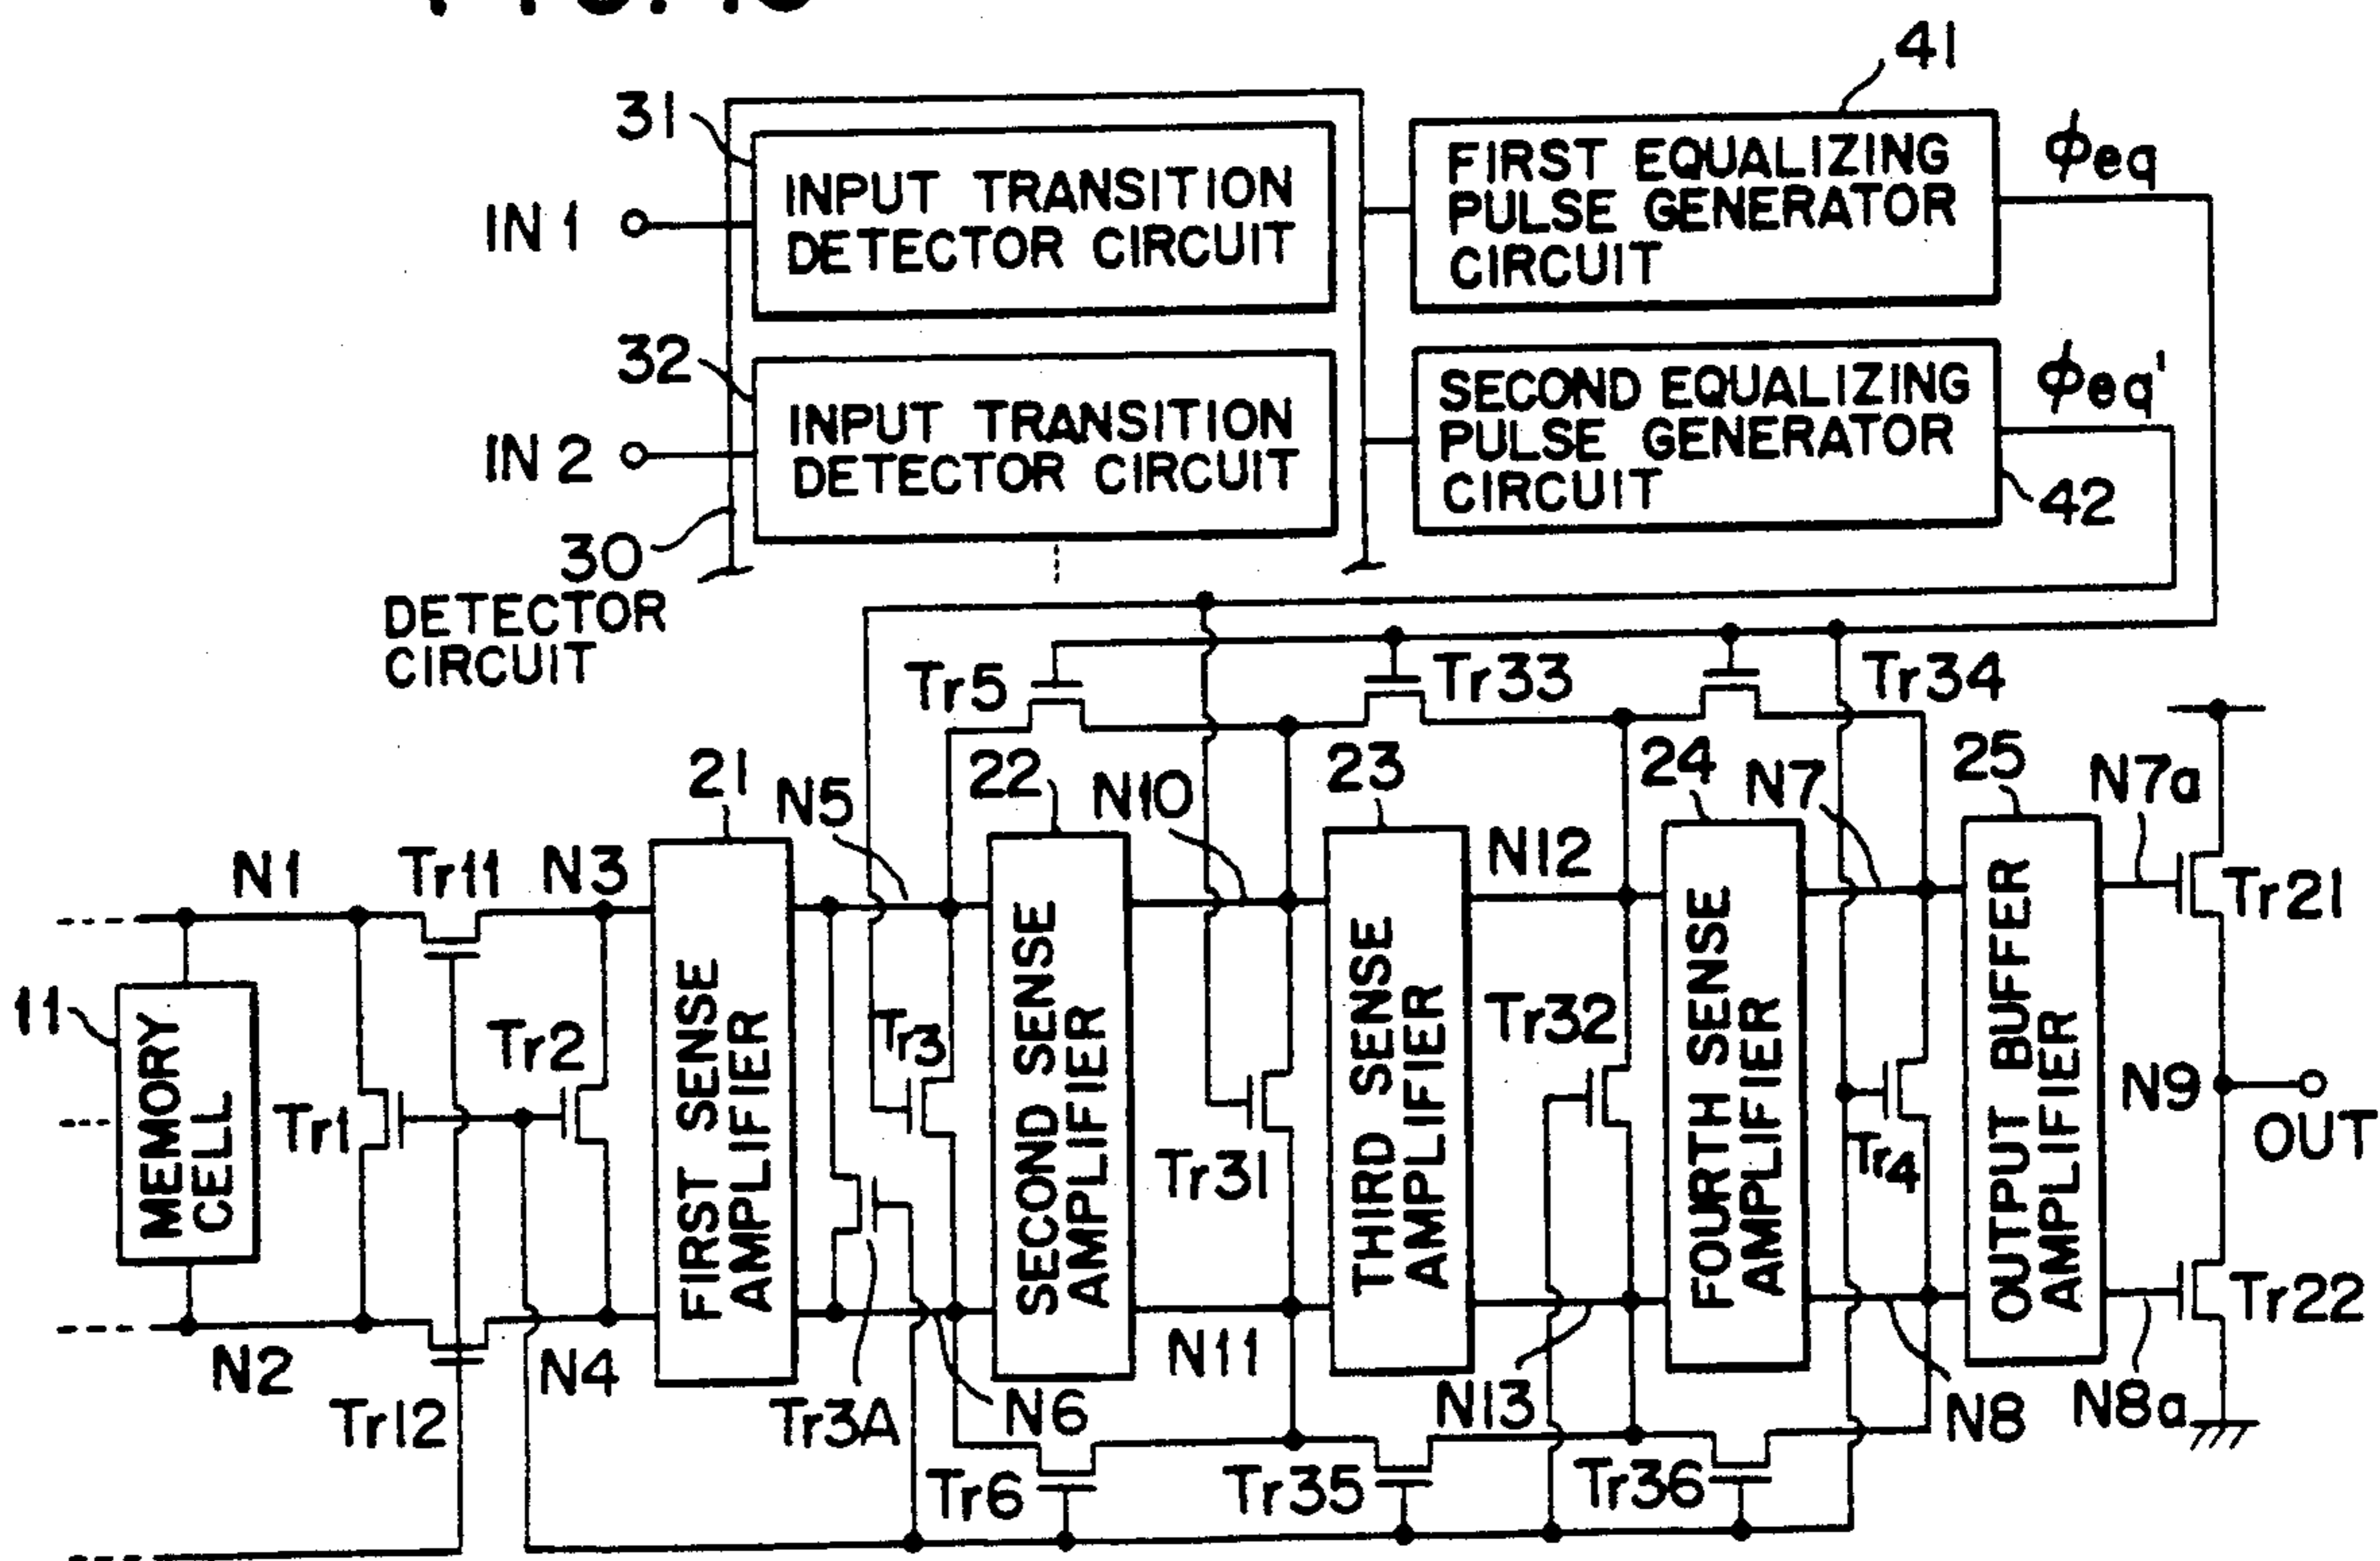 41
31
INPUT TRANSITION
DETECTOR CIRCUIT
IN 1
FIRST EQUALIZING
PULSE GENERATOR
CIRCUIT
ϕeq
32
INPUT TRANSITION
DETECTOR CIRCUIT
IN 2
SECOND EQUALIZING
PULSE GENERATOR
CIRCUIT
ϕeq'
42
30
DETECTOR
CIRCUIT
Tr5
Tr33
Tr34
21
N5
22
N10
23
N12
24
N7
25
N7a
N1
Tr11
N3
Tr21
11
MEMORY
CELL
Tr1
Tr2
FIRST SENSE
AMPLIFIER
Tr3
SECOND SENSE
AMPLIFIER
Tr31
THIRD SENSE
AMPLIFIER
Tr32
FOURTH SENSE
AMPLIFIER
Tr4
OUTPUT BUFFER
AMPLIFIER
N9
OUT
Tr22
N2
Tr12
N4
Tr3A
N6
N11
N13
N8
N8a
Tr6
Tr35
Tr36